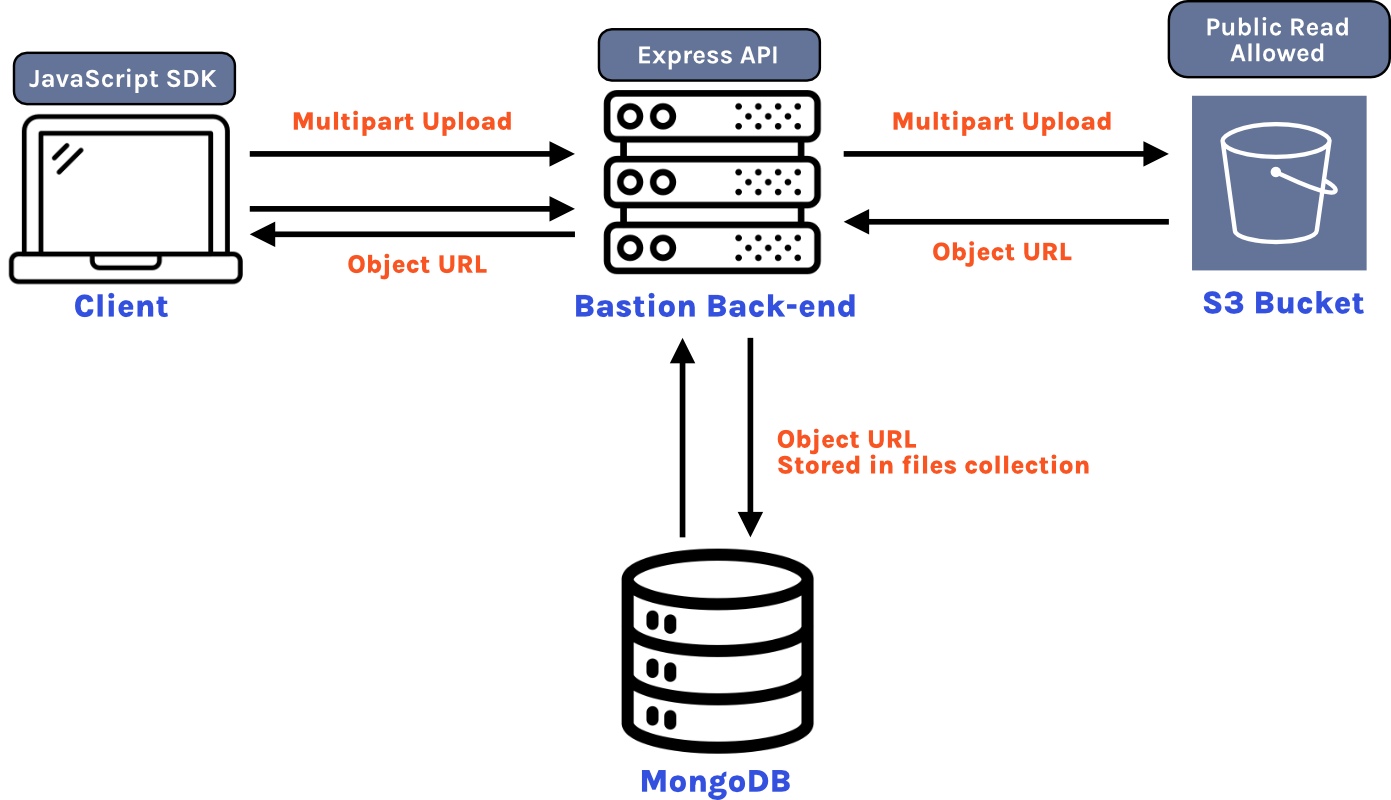 JavaScript SDK
Express API
Public Read
Allowed
Multipart Upload
Multipart Upload
Object URL
Object URL
Client
Bastion Back-end
S3 Bucket
Object URL
Stored in files collection
MongoDB